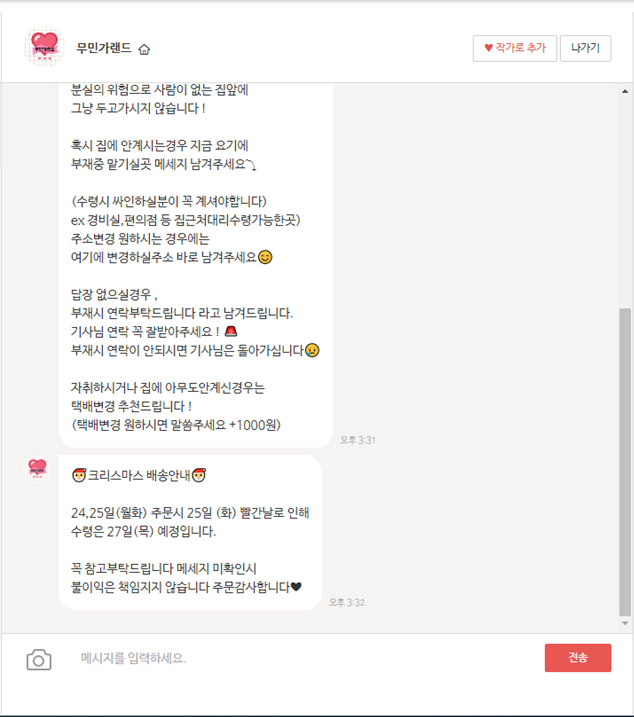 무민가랜드
♥ 작가로 추가
나가기
분실의 위험으로 사람이 없는 집앞에
그냥 두고가시지 않습니다 !
혹시 집에 안계시는경우 지금 요기에
부재중 맡기실곳 메세지 남겨주세요⤵
(수령시 싸인하실분이 꼭 계셔야합니다)
ex 경비실,편의점 등 집근처대리수령가능한곳)
주소변경 원하시는 경우에는
여기에 변경하실주소 바로 남겨주세요😊
답장 없으실경우 ,
부재시 연락부탁드립니다 라고 남겨드립니다.
기사님 연락 꼭 잘받아주세요 ! 🚨
부재시 연락이 안되시면 기사님은 돌아가십니다😢
자취하시거나 집에 아무도안계신경우는
택배변경 추천드립니다 !
(택배변경 원하시면 말씀주세요 +1000원)
오후 3:31
🎅크리스마스 배송안내🎅
24,25일(월화) 주문시 25일 (화) 빨간날로 인해
수령은 27일(목) 예정입니다.
꼭 참고부탁드립니다 메세지 미확인시
불이익은 책임지지 않습니다 주문감사합니다♥
오후 3:32
메시지를 입력하세요.
전송